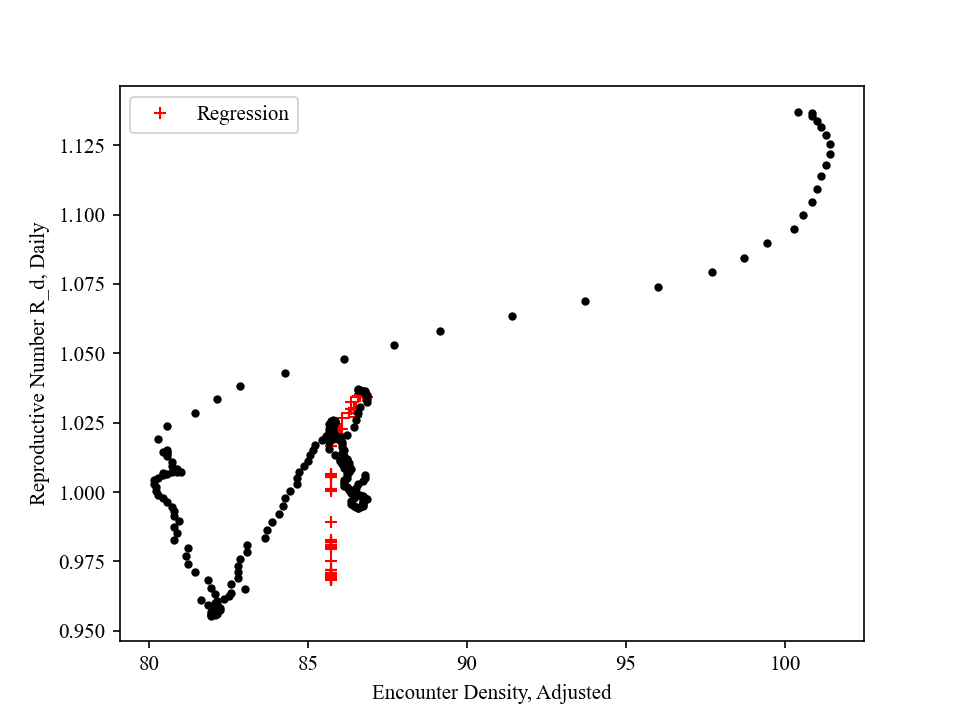 Regression
1.125
1.100
1.075
1.050
1.025
1.000
0.975
0.950
Reproductive Number R_d, Daily
80 85 90 95 100
Encounter Density, Adjusted